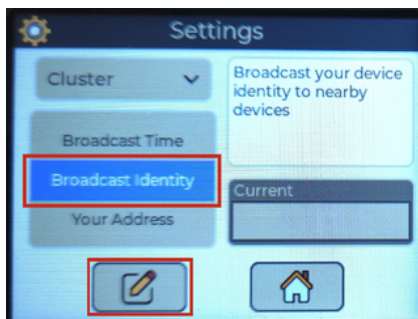 Settings
Cluster
Broadcast your device
identity to nearby
devices
Broadcast Time
Broadcast Identity
Your Address
Current